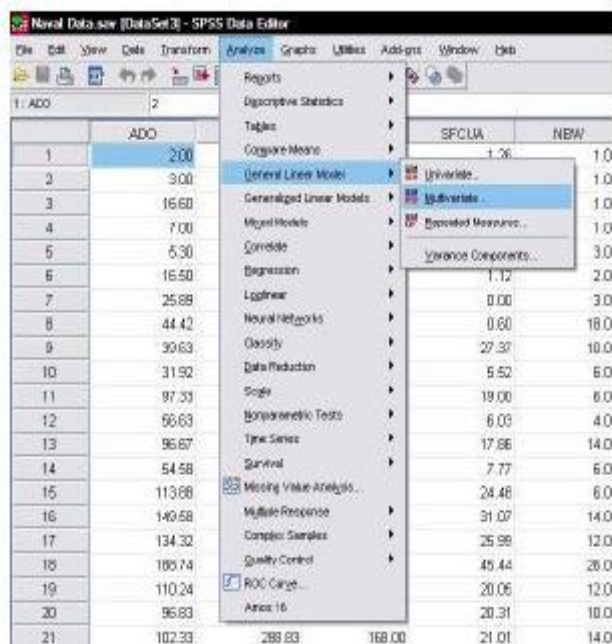 Naval Data.sav [DataSet3] - SPSS Data Editor
File Edit View Data Transform Analyze Graphs Utilities Add-ons Window Help
1 : ADO 2
ADO SFCUA NBW
1 2.00 1.26 1.0
2 3.00 1.0
3 16.60 1.0
4 7.00 1.0
5 5.30 3.0
6 16.50 1.12 2.0
7 25.89 0.00 3.0
8 44.42 0.60 18.0
9 39.63 27.37 10.0
10 31.92 5.52 6.0
11 97.33 19.00 6.0
12 56.63 6.03 4.0
13 96.67 17.86 14.0
14 54.58 7.77 6.0
15 113.88 24.48 6.0
16 149.58 31.07 14.0
17 134.32 25.99 12.0
18 188.74 45.44 26.0
19 110.24 20.05 12.0
20 96.83 20.31 10.0
21 102.33 288.83 168.00 21.01 14.0
Reports
Descriptive Statistics
Tables
Compare Means
General Linear Model
Generalized Linear Models
Mixed Models
Correlate
Regression
Loglinear
Neural Networks
Classify
Data Reduction
Scale
Nonparametric Tests
Time Series
Survival
Missing Value Analysis...
Multiple Response
Complex Samples
Quality Control
ROC Curve...
Amos 16
Univariate...
Multivariate...
Repeated Measures...
Variance Components...